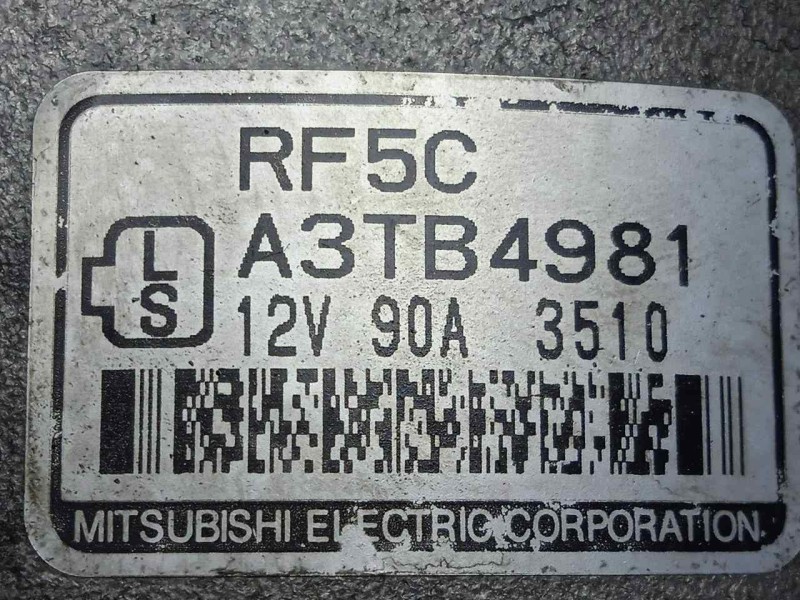 RF5C
L
A3TB4981
S
12V 90A 3510
MITSUBISHI ELECTRIC CORPORATION